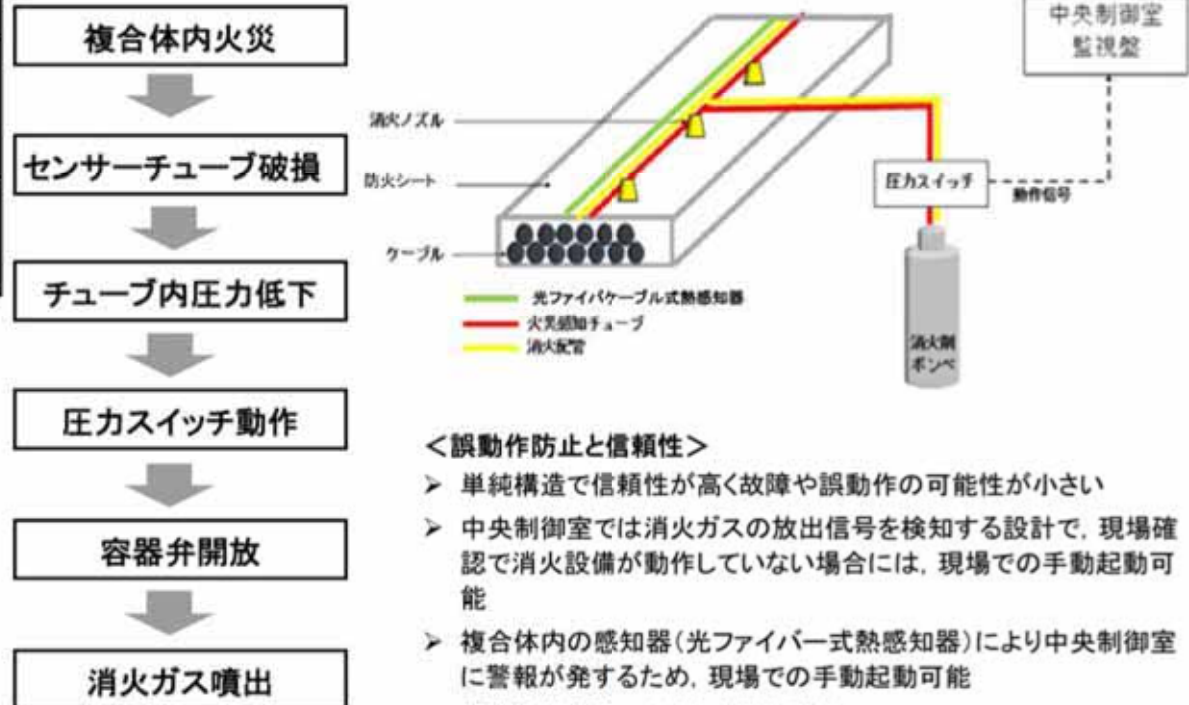 複合体内火災
センサーチューブ破損
チューブ内圧力低下
圧力スイッチ動作
容器弁開放
消火ガス噴出
中央制御室
監視盤
消火ノズル
防火シート
ケーブル
圧力スイッチ
動作信号
消火剤
ボンベ
光ファイバケーブル式熱感知器
火災感知チューブ
消火配管
＜誤動作防止と信頼性＞
➢ 単純構造で信頼性が高く故障や誤動作の可能性が小さい
➢ 中央制御室では消火ガスの放出信号を検知する設計で，現場確
認で消火設備が動作していない場合には，現場での手動起動可
能
➢ 複合体内の感知器（光ファイバー式熱感知器）により中央制御室
に警報が発するため，現場での手動起動可能